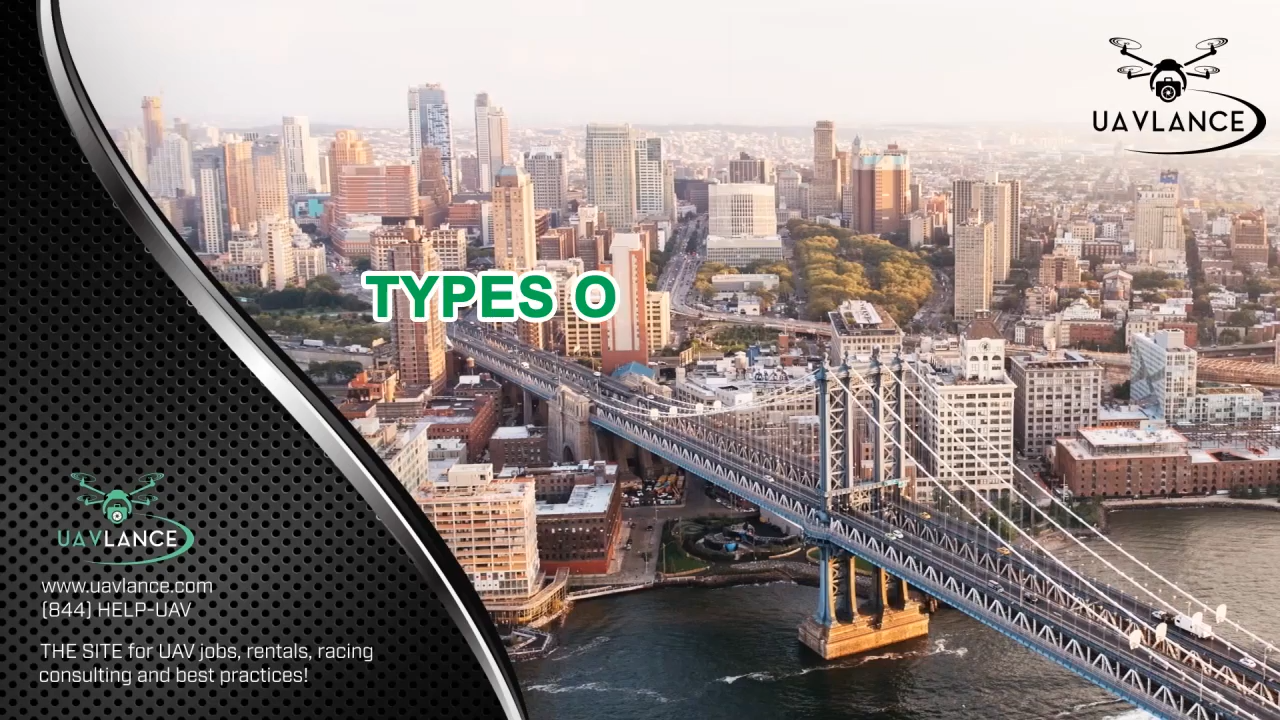 UAVLANCE
TYPES O
UAVLANCE
www.uavlance.com
(844) HELP-UAV
THE SITE for UAV jobs, rentals, racing
consulting and best practices!